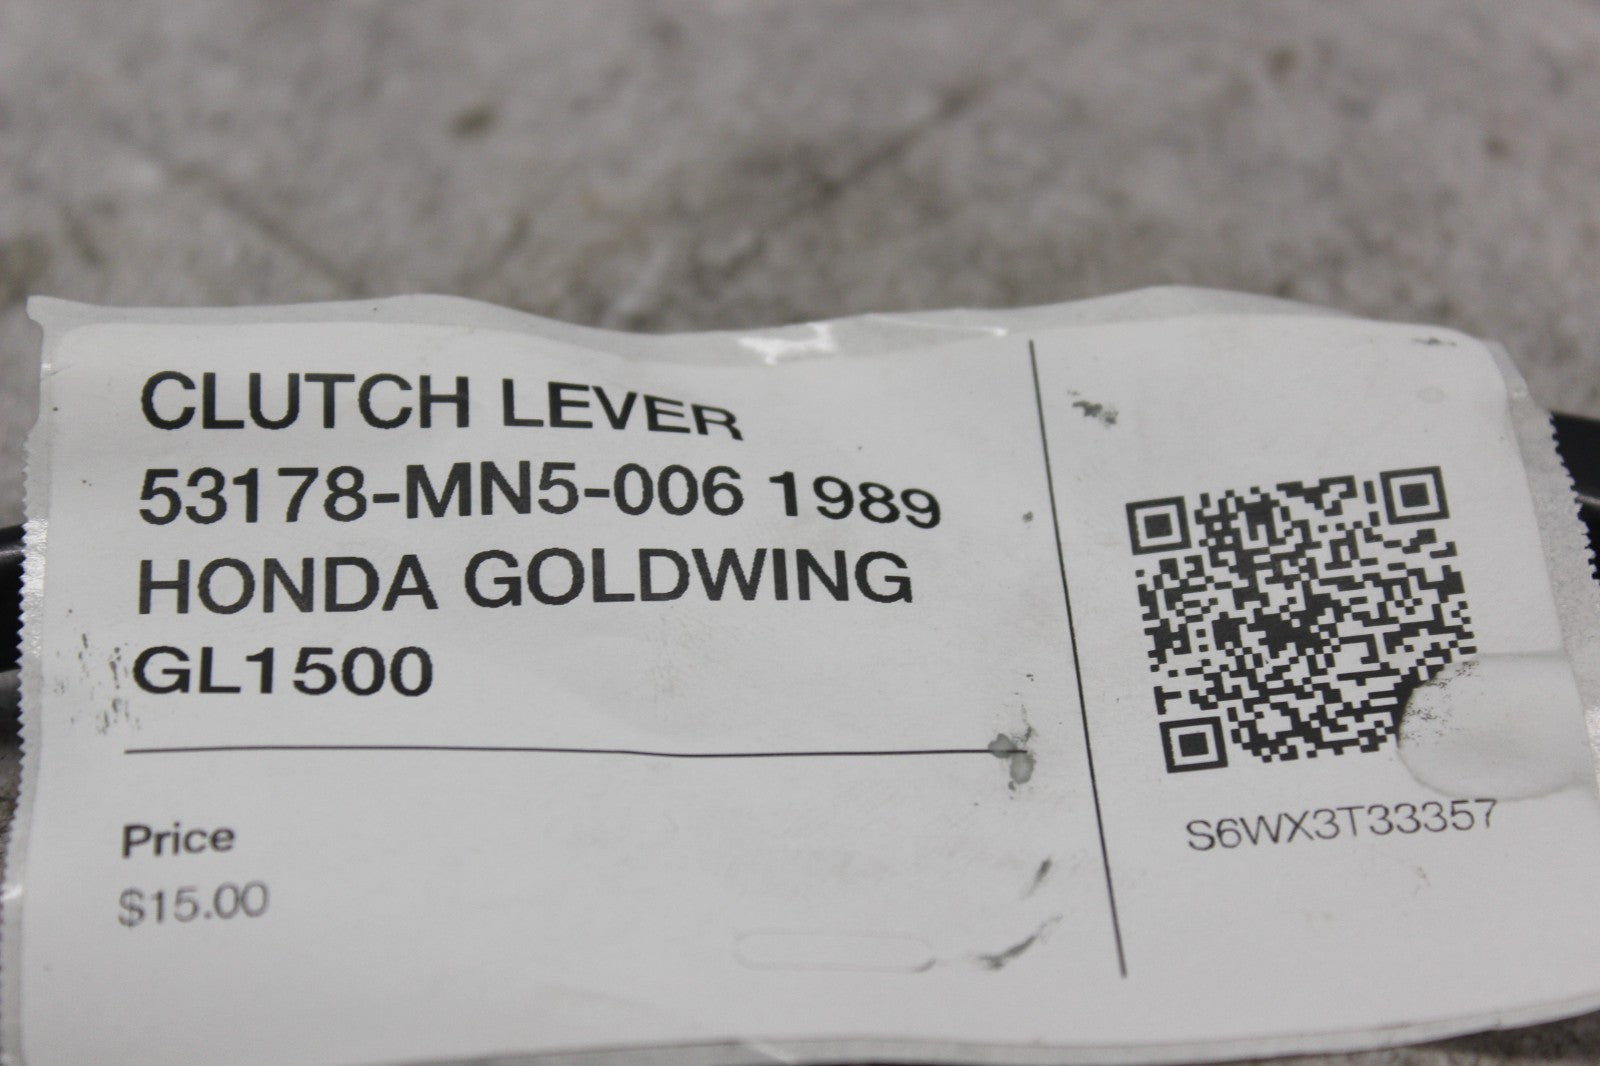 CLUTCH LEVER
53178-MN5-006 1989
HONDA GOLDWING
GL1500
Price
$15.00
S6WX3T33357